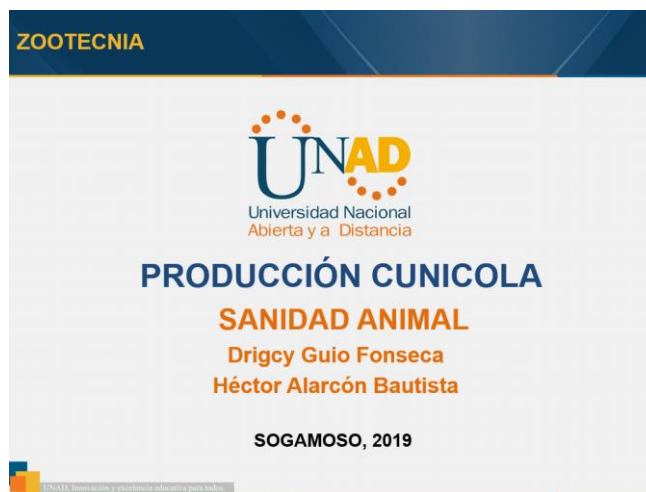 ZOOTECNIA
UNAD
Universidad Nacional
Abierta y a Distancia
PRODUCCIÓN CUNICOLA
SANIDAD ANIMAL
Drigcy Guio Fonseca
Héctor Alarcón Bautista
SOGAMOSO, 2019
UNAD, Innovación y excelencia educativa para todos.